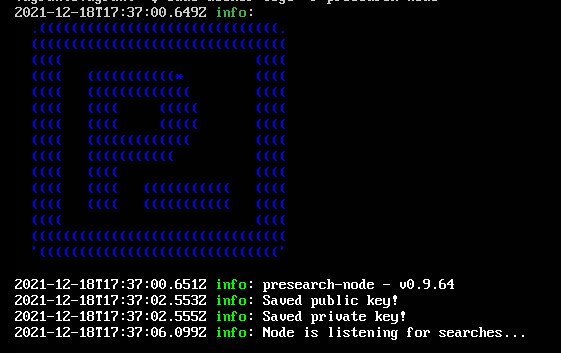 2021-12-18T17:37:00.649Z info:
.((((((((((((((((((((((((((((((.
((((((((((((((((((((((((((((((((
((((                        ((((
((((   (((((((((((*         ((((
((((   (((((((((((((        ((((
((((   ((((     (((((       ((((
((((   ((((     (((((       ((((
((((   (((((((((((((        ((((
((((   (((((((((((          ((((
((((   ((((                 ((((
((((   ((((   (((((((((((   ((((
((((   ((((   (((((((((((   ((((
((((                        ((((
((((((((((((((((((((((((((((((((
'(((((((((((((((((((((((((((((('
2021-12-18T17:37:00.651Z info: presearch-node - v0.9.64
2021-12-18T17:37:02.553Z info: Saved public key!
2021-12-18T17:37:02.555Z info: Saved private key!
2021-12-18T17:37:06.099Z info: Node is listening for searches...